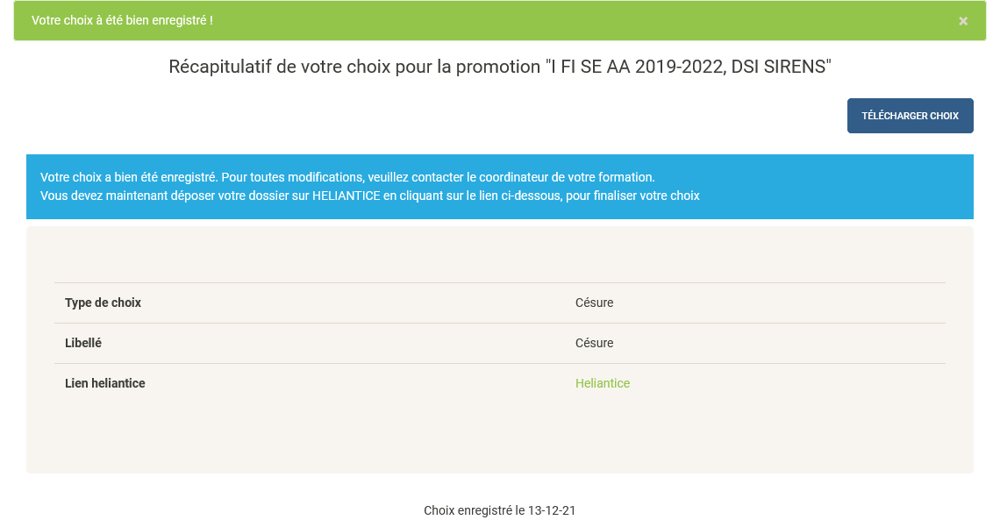 Votre choix à été bien enregistré !
×
Récapitulatif de votre choix pour la promotion "I FI SE AA 2019-2022, DSI SIRENS"
TÉLÉCHARGER CHOIX
Votre choix a bien été enregistré. Pour toutes modifications, veuillez contacter le coordinateur de votre formation.
Vous devez maintenant déposer votre dossier sur HELIANTICE en cliquant sur le lien ci-dessous, pour finaliser votre choix
Type de choix Césure
Libellé Césure
Lien heliantice Heliantice
Choix enregistré le 13-12-21